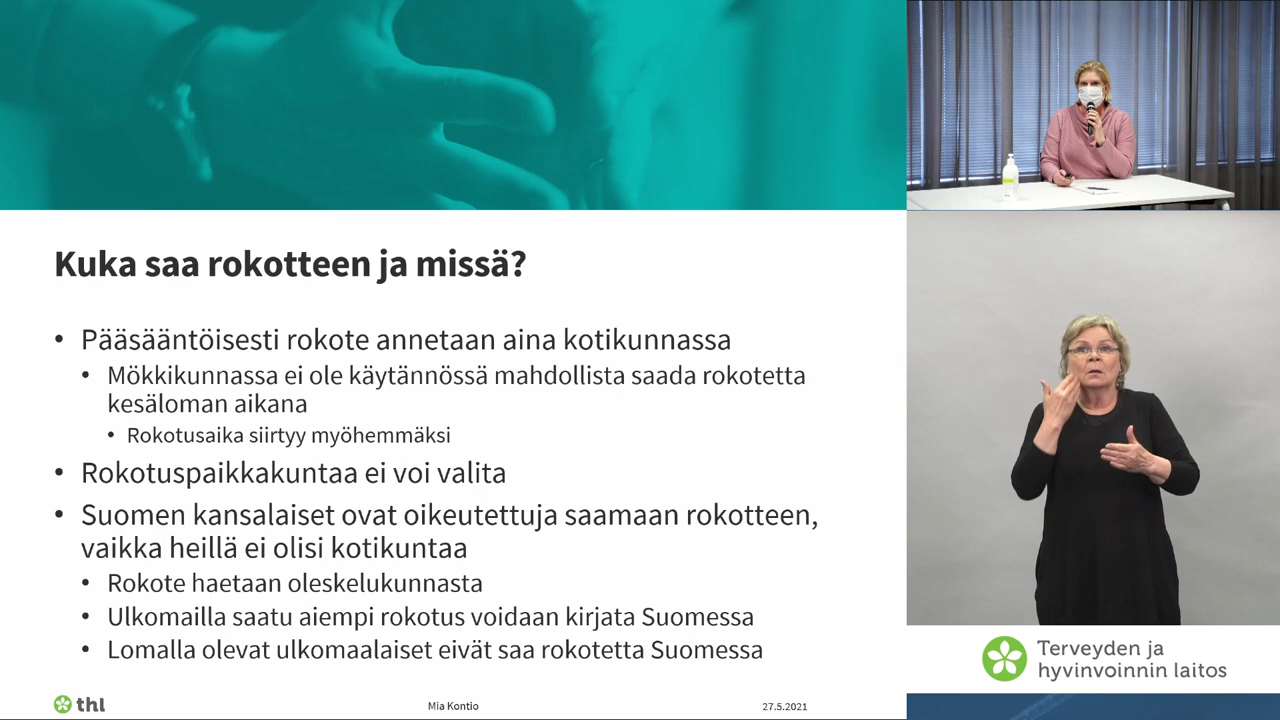 Kuka saa rokotteen ja missä?
• Pääsääntöisesti rokote annetaan aina kotikunnassa
• Mökkikunnassa ei ole käytännössä mahdollista saada rokotetta
kesäloman aikana
• Rokotusaika siirtyy myöhemmäksi
• Rokotuspaikkakuntaa ei voi valita
• Suomen kansalaiset ovat oikeutettuja saamaan rokotteen,
vaikka heillä ei olisi kotikuntaa
• Rokote haetaan oleskelukunnasta
• Ulkomailla saatu aiempi rokotus voidaan kirjata Suomessa
• Lomalla olevat ulkomaalaiset eivät saa rokotetta Suomessa
thl
Mia Kontio
27.5.2021
Terveyden ja
hyvinvoinnin laitos